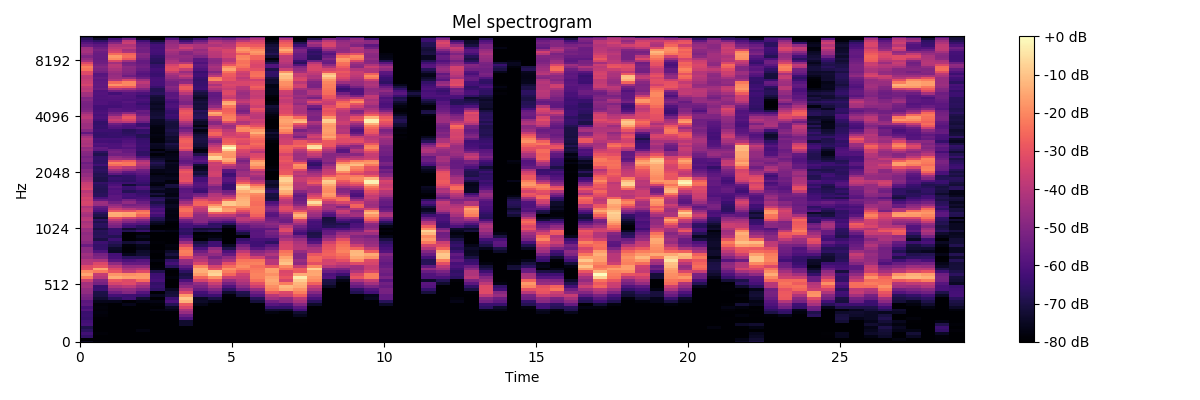 Mel spectrogram
8192
4096
2048
1024
512
0
Hz
0 5 10 15 20 25
Time
+0 dB
-10 dB
-20 dB
-30 dB
-40 dB
-50 dB
-60 dB
-70 dB
-80 dB